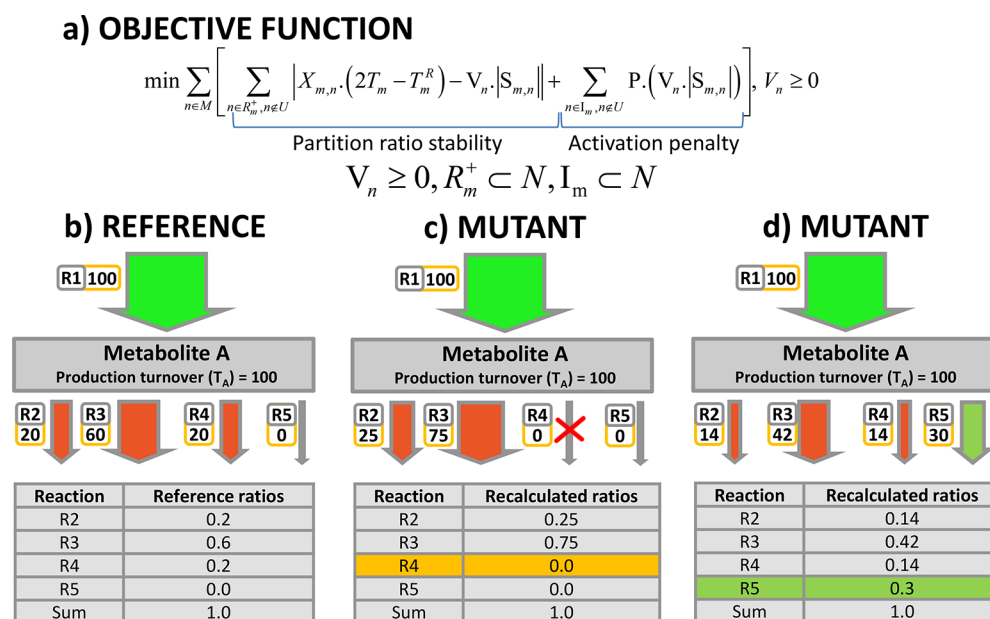 a) OBJECTIVE FUNCTION
min ∑_{n∈M} [ ∑_{n∈R_m^+, n∉U} |X_{m,n}.(2T_m − T_m^R) − V_n.|S_{m,n}|| + ∑_{n∈I_m, n∉U} P.(V_n.|S_{m,n}|) ], V_n ≥ 0
Partition ratio stability Activation penalty
V_n ≥ 0, R_m^+ ⊂ N, I_m ⊂ N
b) REFERENCE
R1 100
Metabolite A
Production turnover (T_A) = 100
R2 R3 R4 R5
20 60 20 0
Reaction Reference ratios
R2 0.2
R3 0.6
R4 0.2
R5 0.0
Sum 1.0
c) MUTANT
R1 100
Metabolite A
Production turnover (T_A) = 100
R2 R3 R4 R5
25 75 0 0
Reaction Recalculated ratios
R2 0.25
R3 0.75
R4 0.0
R5 0.0
Sum 1.0
d) MUTANT
R1 100
Metabolite A
Production turnover (T_A) = 100
R2 R3 R4 R5
14 42 14 30
Reaction Recalculated ratios
R2 0.14
R3 0.42
R4 0.14
R5 0.3
Sum 1.0